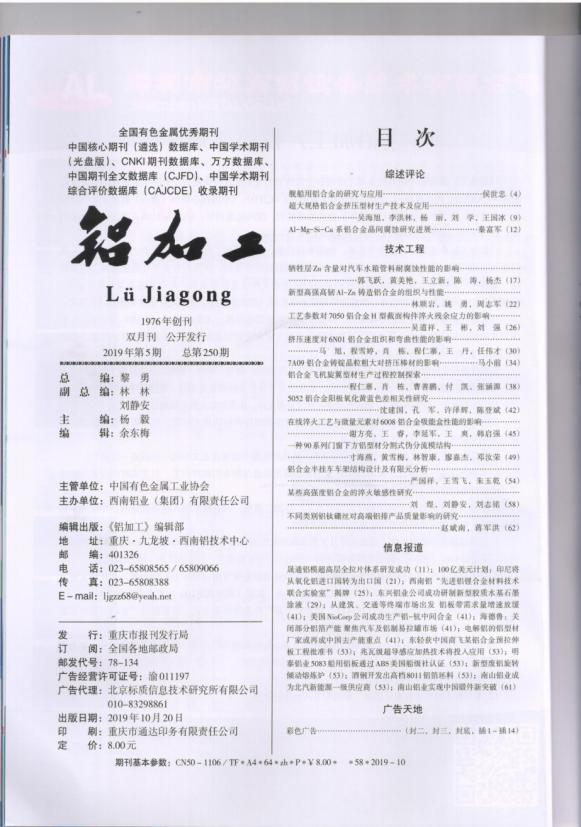 全国有色金属优秀期刊
中国核心期刊（遴选）数据库、中国学术期刊
（光盘版）、CNKI期刊数据库、万方数据库、
中国期刊全文数据库（CJFD）、中国学术期刊
综合评价数据库（CAJCDE）收录期刊
铝加工
Lü Jiagong
1976年创刊
双月刊 公开发行
2019年第5期 总第250期
总 编：黎 勇
副 总 编：林 林
刘静安
主 编：杨 毅
编 辑：余东梅
主管单位：中国有色金属工业协会
主办单位：西南铝业（集团）有限责任公司
编辑出版：《铝加工》编辑部
地 址：重庆·九龙坡·西南铝技术中心
邮 编：401326
电 话：023-65808565／65809066
传 真：023-65808388
E-mail：ljgzz68@yeah.net
发 行：重庆市报刊发行局
订 阅：全国各地邮政局
邮发代号：78-134
广告经营许可证号：渝011197
广告代理：北京标质信息技术研究所有限公司
010-83298861
出版日期：2019年10月20日
印 刷：重庆市通达印务有限责任公司
定 价：8.00元
目 次
综述评论
舰船用铝合金的研究与应用……侯世忠（4）
超大规格铝合金挤压型材生产技术及应用
……吴海旭，李洪林，杨 丽，刘 学，王国冰（9）
Al-Mg-Si-Cu系铝合金晶间腐蚀研究进展……秦富军（12）
技术工程
牺牲层Zn含量对汽车水箱管料耐腐蚀性能的影响
……郭飞跃，黄美艳，王立新，陈 涛，杨杰（17）
新型高强高韧Al-Zn铸造铝合金的组织与性能
……林顺岩，姚 勇，周志军（22）
工艺参数对7050铝合金H型截面构件淬火残余应力的影响
……吴道祥，王 彬，刘 强（26）
挤压速度对6N01铝合金组织和弯曲性能的影响
……马 旭，程雪婷，肖 栋，程仁寨，王 丹，任伟才（30）
7A09铝合金铸锭晶粒粗大对挤压棒材的影响……马小前（34）
铝合金飞机旋翼型材生产过程控制探索
……程仁寨，肖 栋，曹善鹏，付 凯，张涵源（38）
5052铝合金阳极氧化黄蓝色差相关性研究
……沈建国，孔 军，许泽辉，陈登斌（42）
在线淬火工艺与微量元素对6008铝合金吸能盒性能的影响
……谢方亮，王 睿，李延军，王 爽，韩启强（45）
一种90系列门窗下方铝型材分割式伪分流模结构
……寸海燕，黄雪梅，林智康，廖嘉杰，邓汝荣（49）
铝合金半挂车车架结构设计及有限元分析
……严国祥，王雪飞，朱玉乾（54）
某些高强度铝合金的淬火敏感性研究
……刘 煜，刘静安，刘志铭（58）
不同类别铝钛硼丝对高端铝排产品质量影响的研究
……赵斌南，蒋军洪（62）
信息报道
晟通铝模超高层全拉片体系研发成功（11）；100亿美元计划：印尼将
从氧化铝进口国转为出口国（21）；西南铝“先进铝锂合金材料技术
联合实验室”揭牌（25）；东兴铝业公司成功研制新型胶质水基石墨
涂液（29）；从建筑、交通等终端市场出发 铝板带需求量增速放缓
（41）；美国NioCorp公司成功生产铝-钪中间合金（41）；海德鲁：关
闭部分铝箔产能 聚焦汽车及铝制易拉罐市场（41）；电解铝的铝型材
厂家或再成中国去产能重点（41）；东轻获中国商飞某铝合金预拉伸
板工程批准书（53）；兆瓦级超导感应加热技术将投入应用（53）；明
泰铝业5083船用铝板通过ABS美国船级社认证（53）；新型废铝旋转
倾动熔炼炉（53）；酒钢开发出高档8011铝箔坯料（53）；南山铝业成
为北汽新能源一级供应商（53）；南山铝业实现中国锻件新突破（61）
广告天地
彩色广告……（封二，封三，封底，插1-插14）
期刊基本参数：CN50-1106/TF*A4*64*zh*P*￥8.00* *58*2019-10